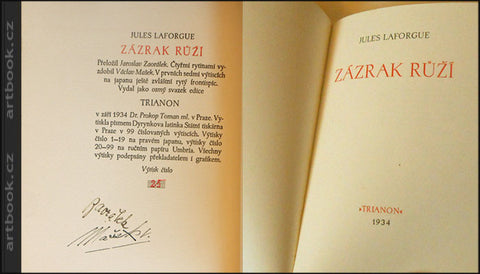 JULES LAFORGUE
ZÁZRAK RŮŽÍ
Přeložil Jaroslav Zaorálek. Čtyřmi rytinami vy-
zdobil Václav Mašek. V prvních sedmi výtiscích
na japanu ještě zvláštní rytý frontispic.
Vydal jako osmý svazek edice
TRIANON
v září 1934 Dr. Prokop Toman ml. v Praze. Vy-
tiskla písmem Dyrynkova latinka Státní tiskárna
v Praze v 99 číslovaných výtiscích. Výtisky
číslo 1–19 na pravém japanu, výtisky číslo
20–99 na ručním papíru Umbria. Všechny
výtisky podepsány překladatelem i grafikem.
Výtisk číslo
25
Zaorálek
Mašek V.
JULES LAFORGUE
ZÁZRAK RŮŽÍ
»TRIANON«
1934
artbook.cz
artbook.cz